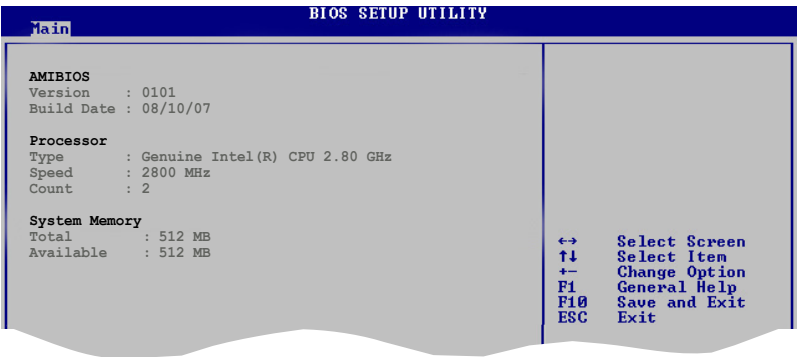 BIOS SETUP UTILITY
Main
AMIBIOS
Version : 0101
Build Date : 08/10/07
Processor
Type : Genuine Intel(R) CPU 2.80 GHz
Speed : 2800 MHz
Count : 2
System Memory
Total : 512 MB
Available : 512 MB
←→ Select Screen
↑↓ Select Item
+- Change Option
F1 General Help
F10 Save and Exit
ESC Exit